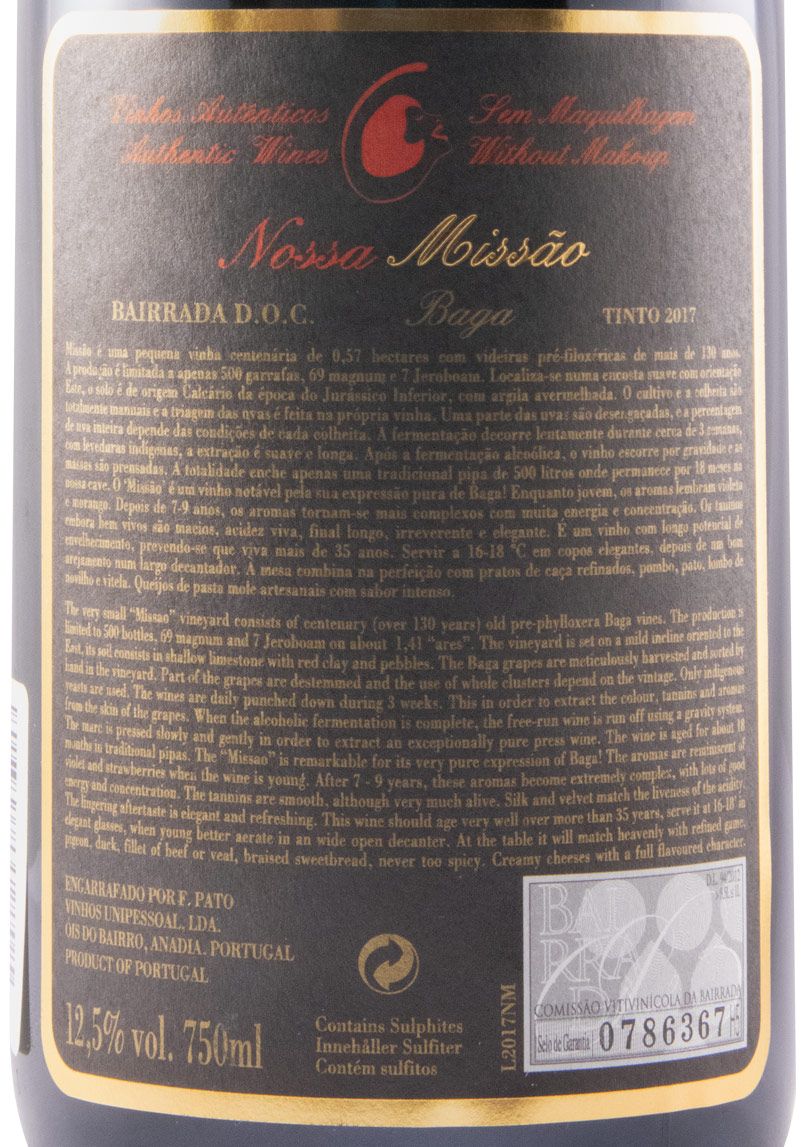 Vinhos Autênticos Sem Maquilhagem
Authentic Wines Without Makeup
Nossa Missão
BAIRRADA D.O.C. Baga TINTO 2017
Missão é uma pequena vinha centenária de 0,57 hectares com videiras pré-filoxéricas de mais de 130 anos.
A produção é limitada a apenas 500 garrafas, 69 magnum e 7 Jeroboam. Localiza-se numa encosta suave com orientação
Este, o solo é de origem Calcário da época do Jurássico Inferior, com argila avermelhada. O cultivo e a colheita são
totalmente manuais e a triagem das uvas é feita na própria vinha. Uma parte das uvas são desengaçadas, e a percentagem
de uva inteira depende das condições de cada colheita. A fermentação decorre lentamente durante cerca de 3 semanas,
com leveduras indígenas, a extração é suave e longa. Após a fermentação alcoólica, o vinho escorre por gravidade e as
massas são prensadas. A totalidade enche apenas uma tradicional pipa de 500 litros onde permanece por 18 meses na
nossa cave. O 'Missão' é um vinho notável pela sua expressão pura de Baga! Enquanto jovem, os aromas lembram violeta
e morango. Depois de 7-9 anos, os aromas tornam-se mais complexos com muita energia e concentração. Os taninos
embora bem vivos são macios, acidez viva, final longo, irreverente e elegante. É um vinho com longo potencial de
envelhecimento, prevendo-se que viva mais de 35 anos. Servir a 16-18 °C em copos elegantes, depois de um bom
arejamento num largo decantador. À mesa combina na perfeição com pratos de caça refinados, pombo, pato, lombo de
novilho e vitela. Queijos de pasta mole artesanais com sabor intenso.
The very small "Missao" vineyard consists of centenary (over 130 years) old pre-phylloxera Baga vines. The production is
limited to 500 bottles, 69 magnum and 7 Jeroboam on about 1,41 "ares". The vineyard is set on a mild incline oriented to the
East, its soil consists in shallow limestone with red clay and pebbles. The Baga grapes are meticulously harvested and sorted by
hand in the vineyard. Part of the grapes are destemmed and the use of whole clusters depend on the vintage. Only indigenous
yeasts are used. The wines are daily punched down during 3 weeks. This in order to extract the colour, tannins and aromas
from the skin of the grapes. When the alcoholic fermentation is complete, the free-run wine is run off using a gravity system.
The marc is pressed slowly and gently in order to extract an exceptionally pure press wine. The wine is aged for about 18
months in traditional pipas. The "Missao" is remarkable for its very pure expression of Baga! The aromas are reminiscent of
violet and strawberries when the wine is young. After 7 - 9 years, these aromas become extremely complex, with lots of good
energy and concentration. The tannins are smooth, although very much alive. Silk and velvet match the liveness of the acidity.
The lingering aftertaste is elegant and refreshing. This wine should age very well over more than 35 years, serve it at 16-18° in
elegant glasses, when young better aerate in an wide open decanter. At the table it will match heavenly with refined game,
pigeon, duck, fillet of beef or veal, braised sweetbread, never too spicy. Creamy cheeses with a full flavoured character.
ENGARRAFADO POR F. PATO
VINHOS UNIPESSOAL, LDA.
OIS DO BAIRRO, ANADIA. PORTUGAL
PRODUCT OF PORTUGAL
12,5% vol. 750ml
Contains Sulphites
Innehåller Sulfiter
Contém sulfitos
L2017NM
BAI
RRA
D
COMISSÃO VITIVINÍCOLA DA BAIRRADA
Selo de Garantia 0786367